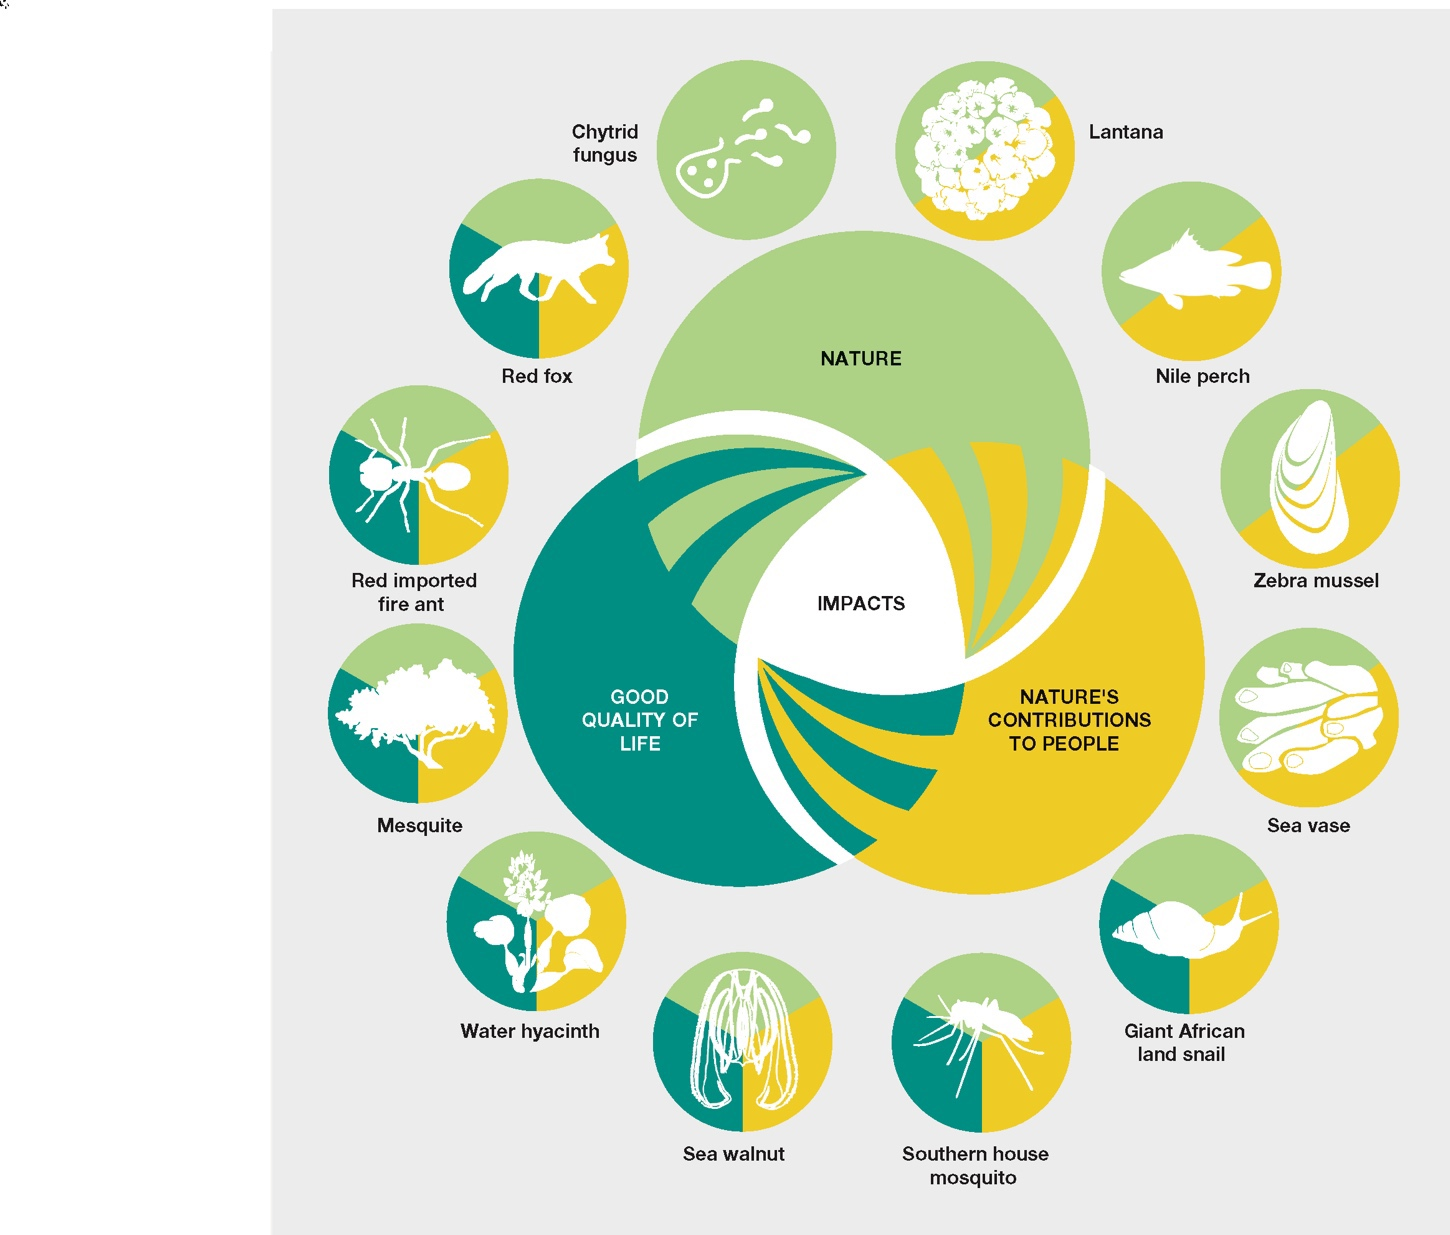 Chytrid
fungus
Lantana
Red fox
Nile perch
NATURE
Red imported
fire ant
Zebra mussel
IMPACTS
GOOD
QUALITY OF
LIFE
NATURE'S
CONTRIBUTIONS
TO PEOPLE
Mesquite
Sea vase
Water hyacinth
Giant African
land snail
Sea walnut
Southern house
mosquito